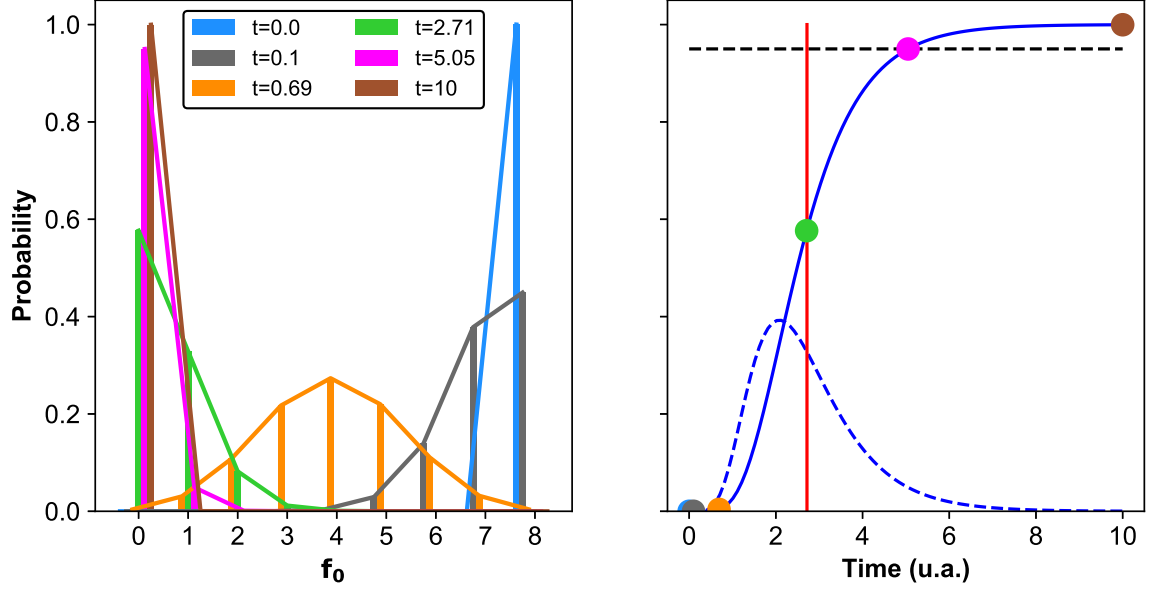 t=0.0 t=2.71
t=0.1 t=5.05
t=0.69 t=10
Probability
1.0
0.8
0.6
0.4
0.2
0.0
0 1 2 3 4 5 6 7 8
f₀
0 2 4 6 8 10
Time (u.a.)